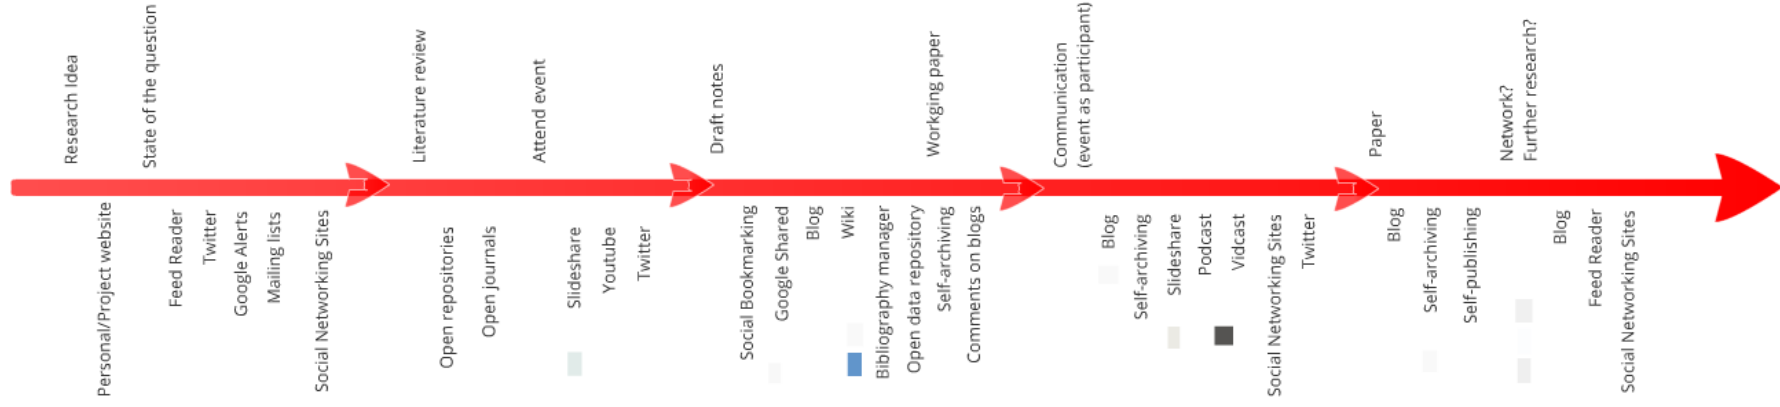 Research Idea
State of the question
Literature review
Attend event
Draft notes
Workging paper
Communication
(event as participant)
Paper
Network?
Further research?
Personal/Project website
Feed Reader
Twitter
Google Alerts
Mailing lists
Social Networking Sites
Open repositories
Open journals
Slideshare
Youtube
Twitter
Social Bookmarking
Google Shared
Blog
Wiki
Bibliography manager
Open data repository
Self-archiving
Comments on blogs
Blog
Self-archiving
Slideshare
Podcast
Vidcast
Social Networking Sites
Twitter
Blog
Self-archiving
Self-publishing
Blog
Feed Reader
Social Networking Sites